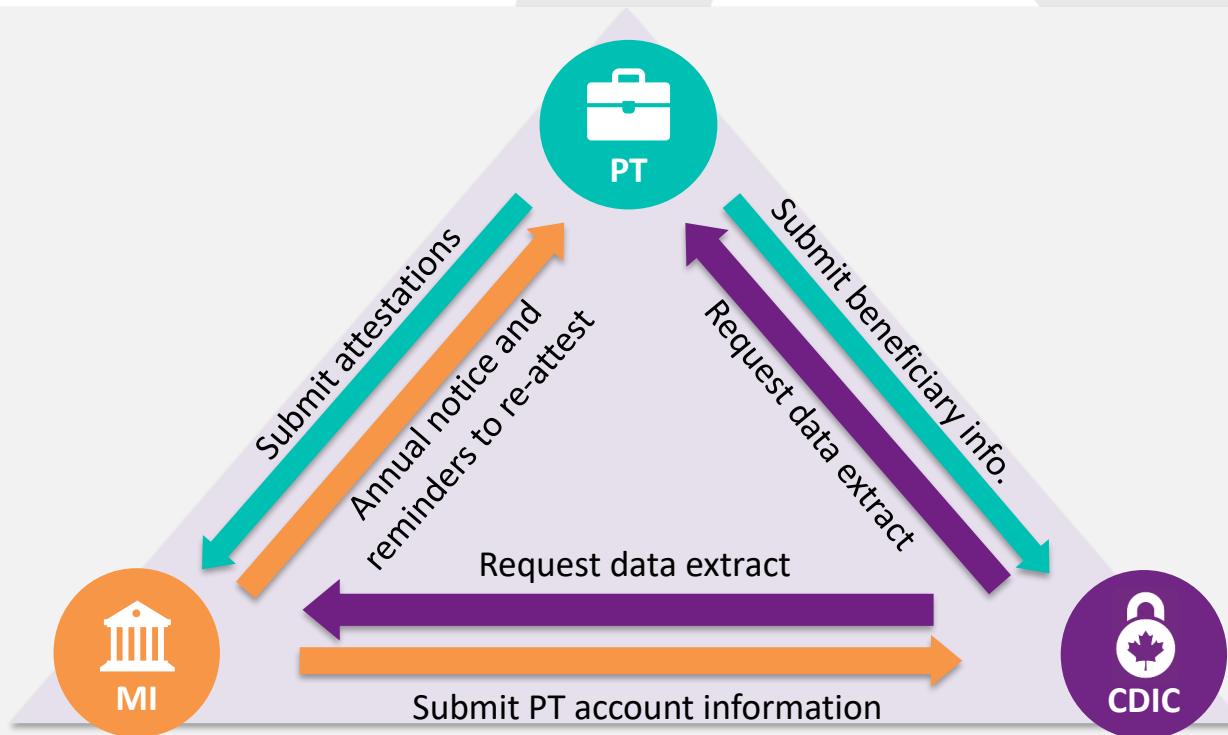 PT
Submit attestations
Annual notice and
reminders to re-attest
Submit beneficiary info.
Request data extract
Request data extract
MI
CDIC
Submit PT account information